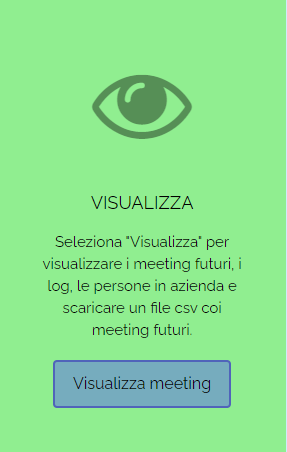 VISUALIZZA
Seleziona "Visualizza" per
visualizzare i meeting futuri, i
log, le persone in azienda e
scaricare un file csv coi
meeting futuri.
Visualizza meeting